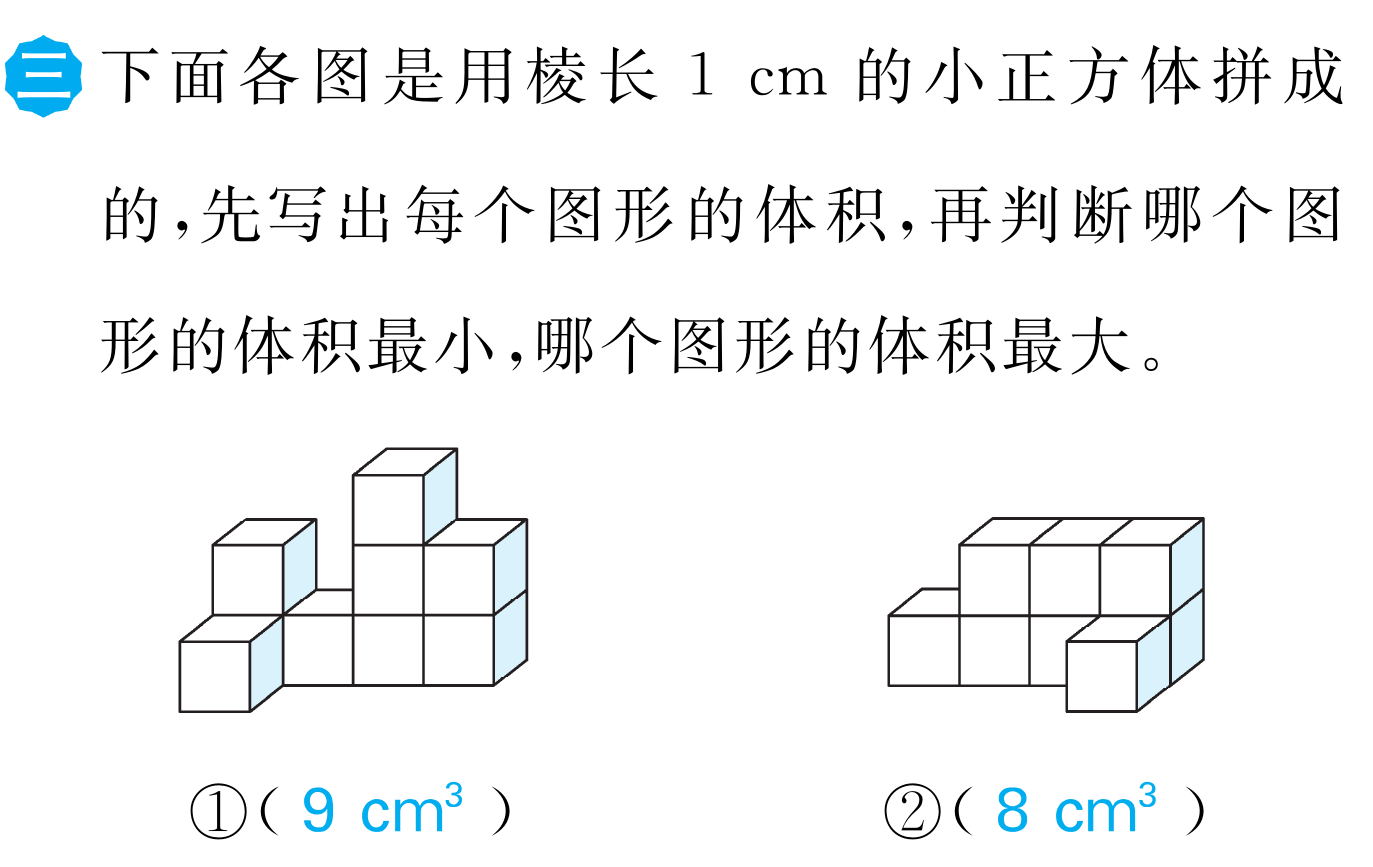 三 下面各图是用棱长 1 cm 的小正方体拼成
的,先写出每个图形的体积,再判断哪个图
形的体积最小,哪个图形的体积最大。
①( 9 cm³ ) ②( 8 cm³ )